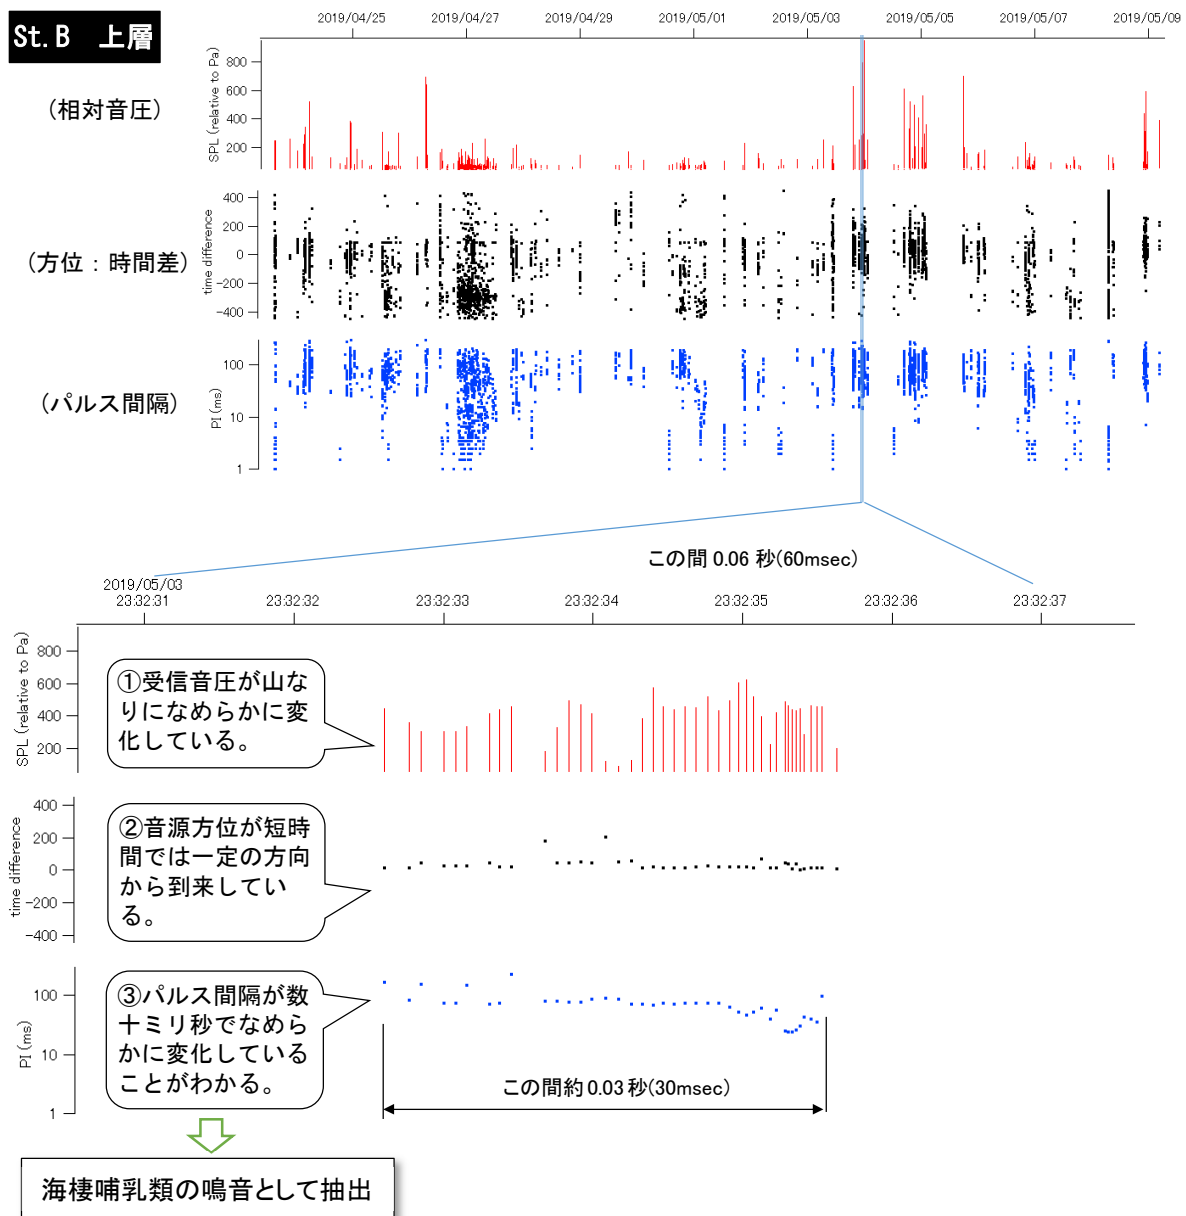 St.B 上層
2019/04/25 2019/04/27 2019/04/29 2019/05/01 2019/05/03 2019/05/05 2019/05/07 2019/05/09
(相対音圧)
SPL (relative to Pa)
800
600
400
200
(方位：時間差)
time difference
400
200
0
-200
-400
(パルス間隔)
PI (ms)
100
10
1
この間 0.06 秒(60msec)
2019/05/03
23:32:31 23:32:32 23:32:33 23:32:34 23:32:35 23:32:36 23:32:37
SPL (relative to Pa)
800
600
400
200
①受信音圧が山な
りになめらかに変
化している。
time difference
400
200
0
-200
-400
②音源方位が短時
間では一定の方向
から到来してい
る。
PI (ms)
100
10
1
③パルス間隔が数
十ミリ秒でなめら
かに変化している
ことがわかる。
この間約 0.03 秒(30msec)
海棲哺乳類の鳴音として抽出